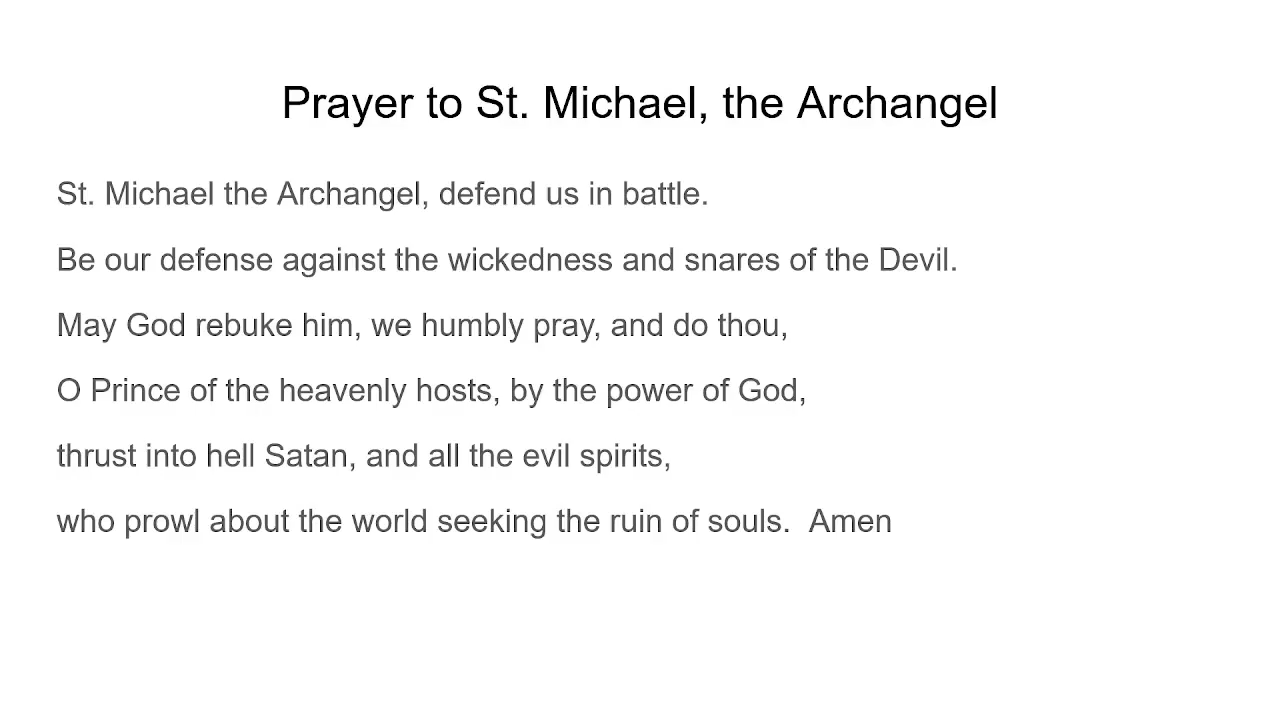 Prayer to St. Michael, the Archangel
St. Michael the Archangel, defend us in battle.
Be our defense against the wickedness and snares of the Devil.
May God rebuke him, we humbly pray, and do thou,
O Prince of the heavenly hosts, by the power of God,
thrust into hell Satan, and all the evil spirits,
who prowl about the world seeking the ruin of souls.  Amen